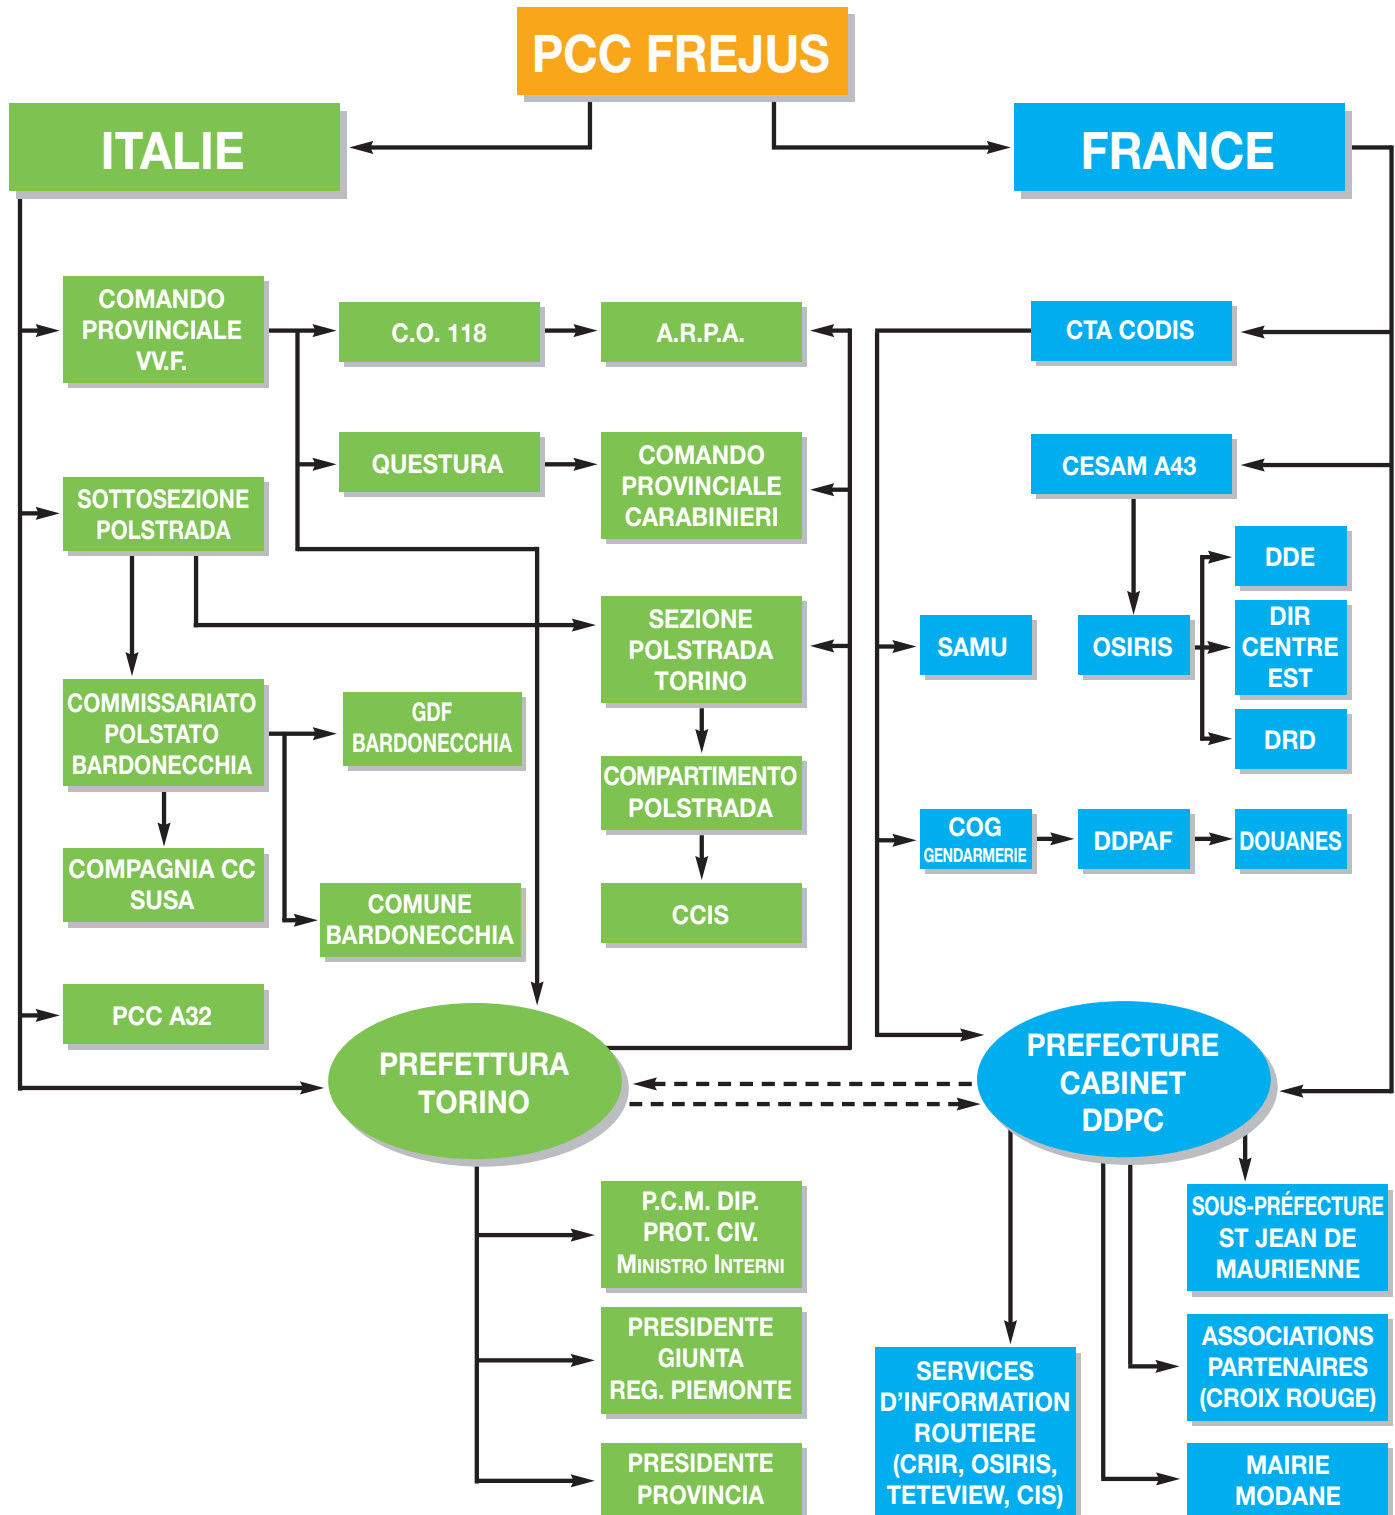 PCC FREJUS
ITALIE
FRANCE
COMANDO
PROVINCIALE
VV.F.
C.O. 118
A.R.P.A.
CTA CODIS
QUESTURA
COMANDO
PROVINCIALE
CARABINIERI
CESAM A43
SOTTOSEZIONE
POLSTRADA
DDE
SEZIONE
POLSTRADA
TORINO
SAMU
OSIRIS
DIR
CENTRE
EST
COMMISSARIATO
POLSTATO
BARDONECCHIA
GDF
BARDONECCHIA
DRD
COMPARTIMENTO
POLSTRADA
COG
GENDARMERIE
DDPAF
DOUANES
COMPAGNIA CC
SUSA
COMUNE
BARDONECCHIA
CCIS
PCC A32
PREFETTURA
TORINO
PREFECTURE
CABINET
DDPC
P.C.M. DIP.
PROT. CIV.
MINISTRO INTERNI
SOUS-PRÉFECTURE
ST JEAN DE
MAURIENNE
PRESIDENTE
GIUNTA
REG. PIEMONTE
ASSOCIATIONS
PARTENAIRES
(CROIX ROUGE)
SERVICES
D’INFORMATION
ROUTIERE
(CRIR, OSIRIS,
TETEVIEW, CIS)
PRESIDENTE
PROVINCIA
MAIRIE
MODANE